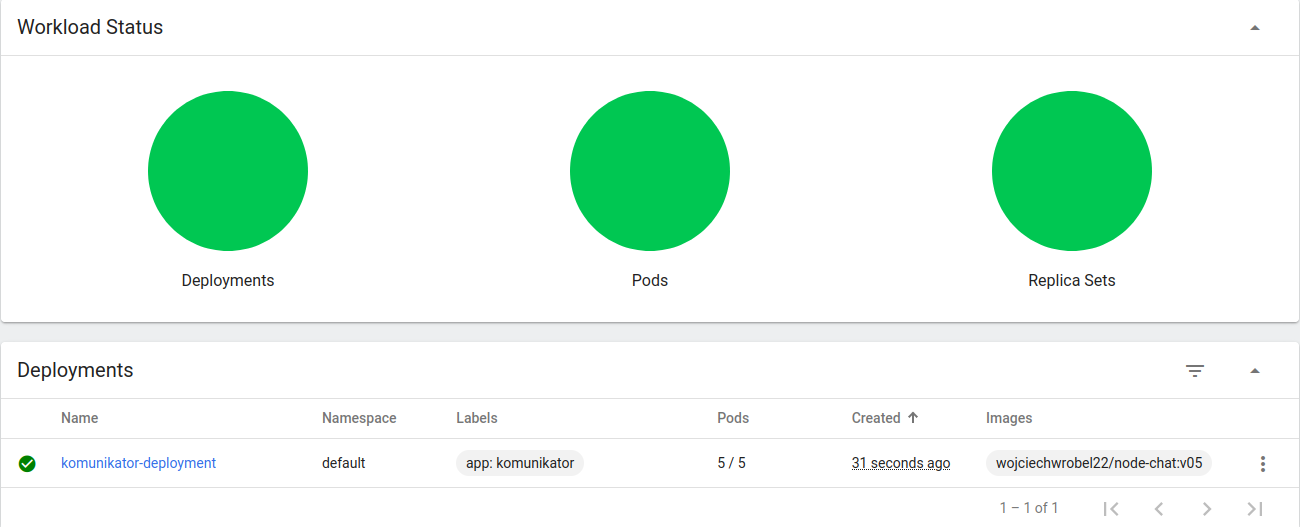 Workload Status
Deployments Pods Replica Sets
Deployments
Name Namespace Labels Pods Created Images
komunikator-deployment default app: komunikator 5 / 5 31 seconds ago wojciechwrobel22/node-chat:v05
1 – 1 of 1